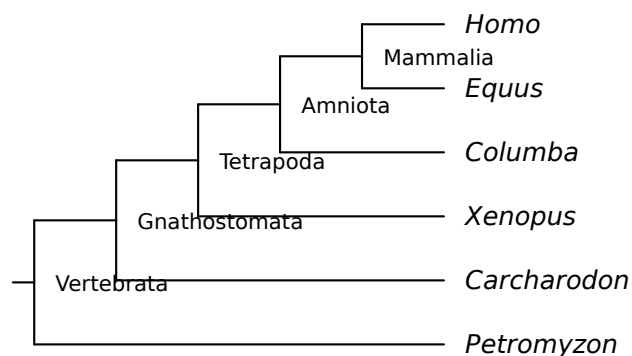 Homo
Mammalia
Equus
Amniota
Columba
Tetrapoda
Xenopus
Gnathostomata
Carcharodon
Vertebrata
Petromyzon